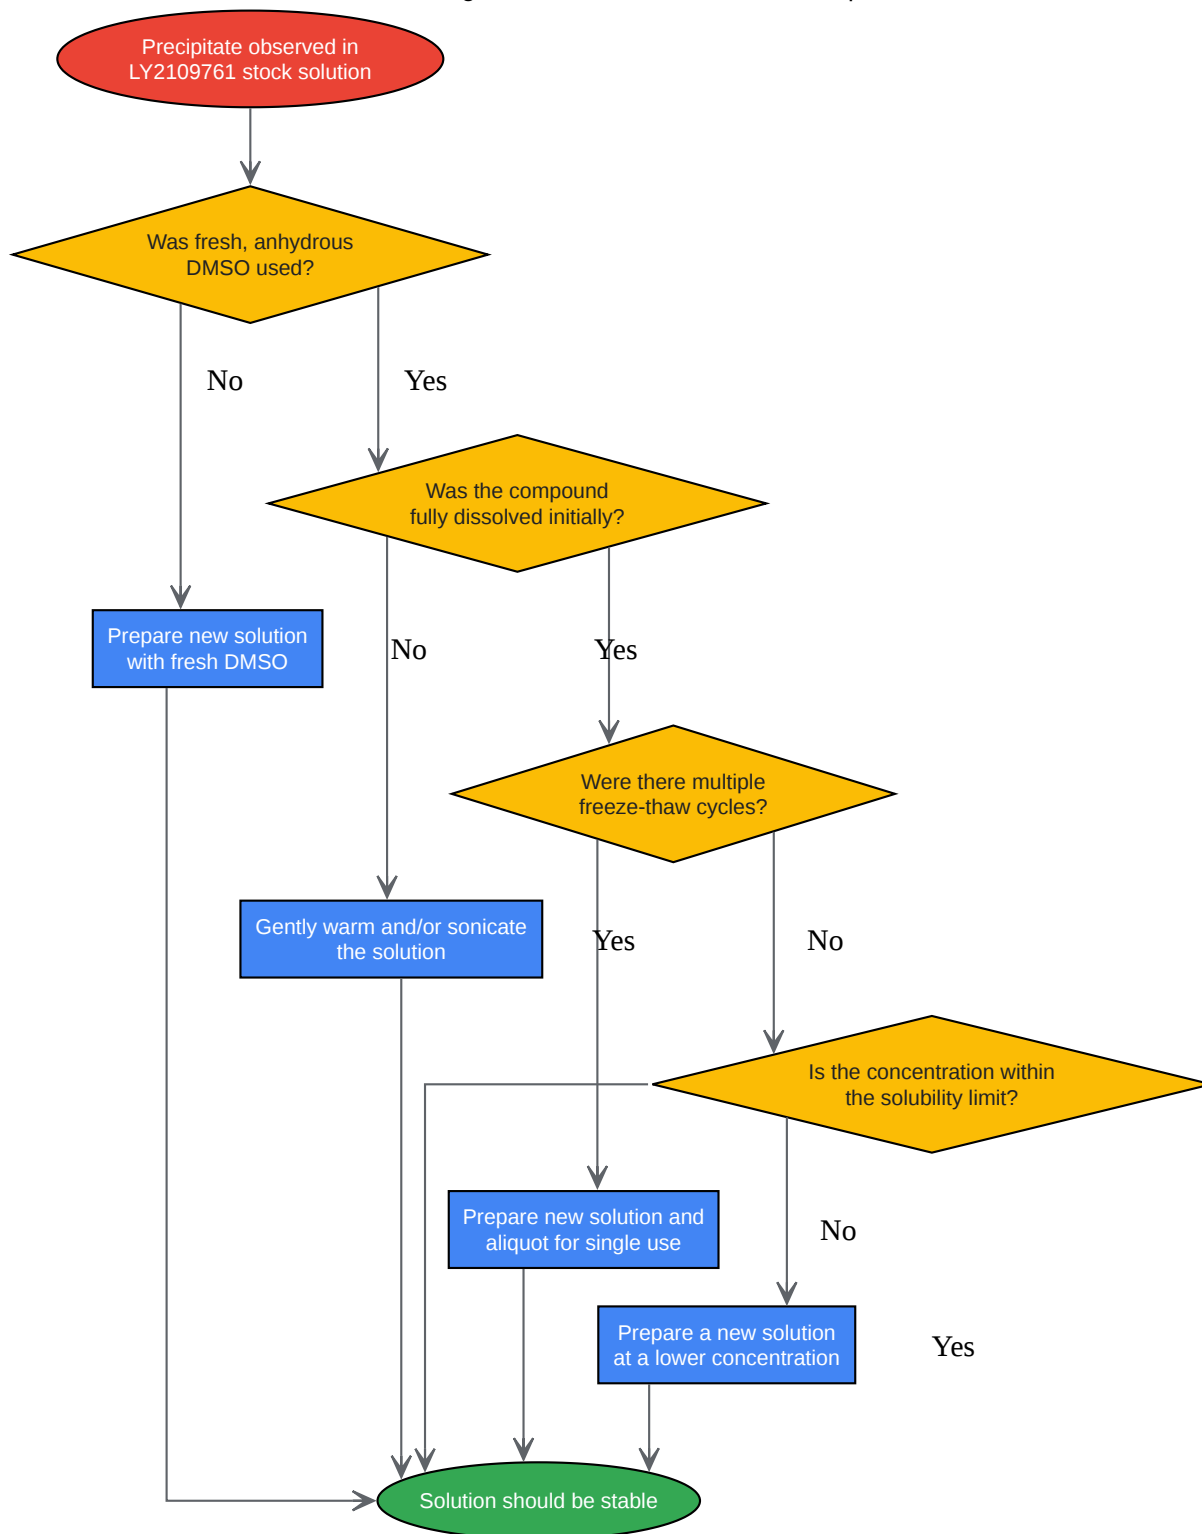 Precipitate observed in
LY2109761 stock solution
Was fresh, anhydrous
DMSO used?
No
Yes
Was the compound
fully dissolved initially?
Prepare new solution
with fresh DMSO
No
Yes
Were there multiple
freeze-thaw cycles?
Gently warm and/or sonicate
the solution
Yes
No
Is the concentration within
the solubility limit?
Prepare new solution and
aliquot for single use
No
Prepare a new solution
at a lower concentration
Yes
Solution should be stable